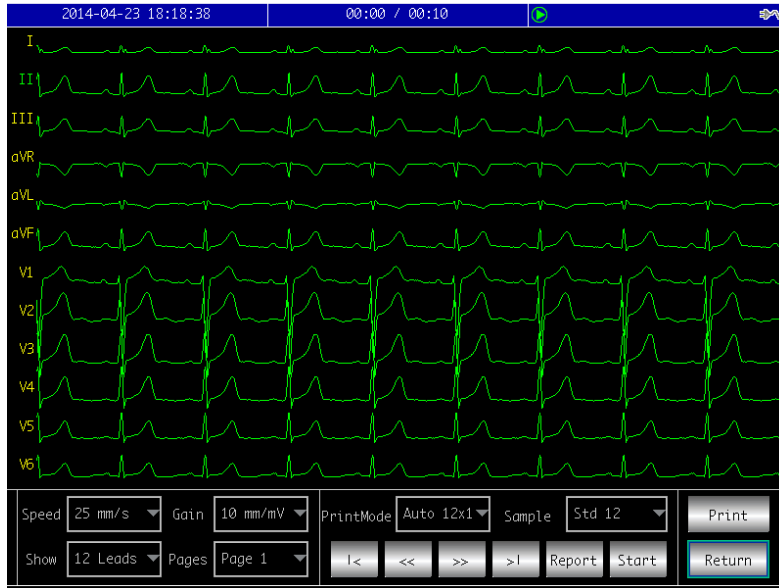 2014-04-23 18:18:38 00:00 / 00:10
I
II
III
aVR
aVL
aVF
V1
V2
V3
V4
V5
V6
Speed 25 mm/s Gain 10 mm/mV PrintMode Auto 12x1 Sample Std 12 Print
Show 12 Leads Pages Page 1 |< << >> >| Report Start Return